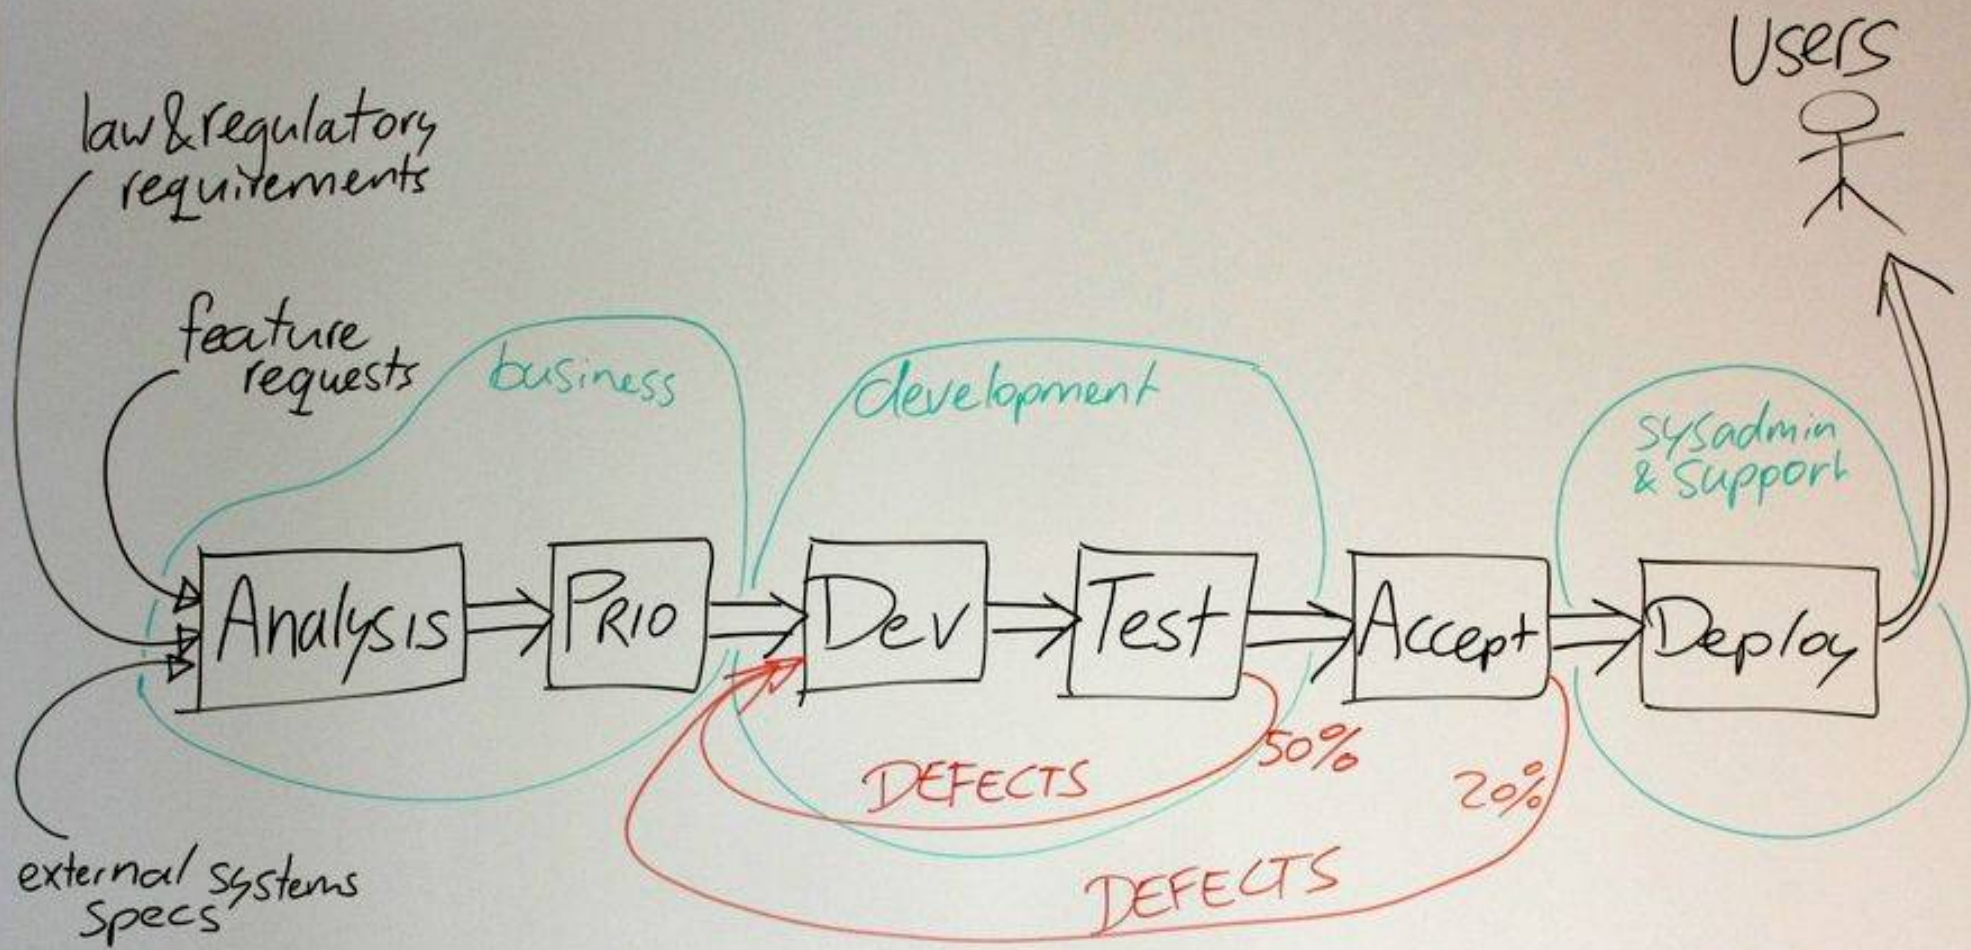 Users
law & regulatory
requirements
feature
requests
business
development
sysadmin
& support
Analysis
PRIO
Dev
Test
Accept
Deploy
50%
DEFECTS
20%
DEFECTS
external systems
specs